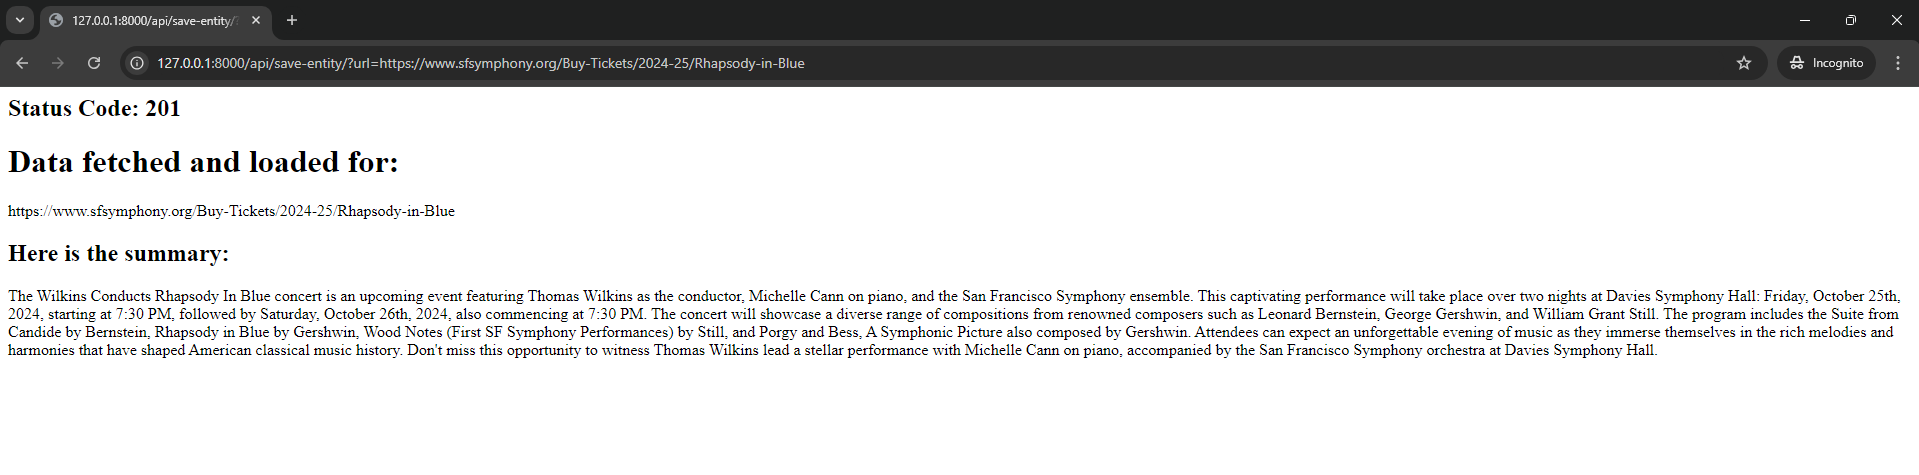 127.0.0.1:8000/api/save-entity/?
127.0.0.1:8000/api/save-entity/?url=https://www.sfsymphony.org/Buy-Tickets/2024-25/Rhapsody-in-Blue
Incognito
Status Code: 201
Data fetched and loaded for:
https://www.sfsymphony.org/Buy-Tickets/2024-25/Rhapsody-in-Blue
Here is the summary:
The Wilkins Conducts Rhapsody In Blue concert is an upcoming event featuring Thomas Wilkins as the conductor, Michelle Cann on piano, and the San Francisco Symphony ensemble. This captivating performance will take place over two nights at Davies Symphony Hall: Friday, October 25th,
2024, starting at 7:30 PM, followed by Saturday, October 26th, 2024, also commencing at 7:30 PM. The concert will showcase a diverse range of compositions from renowned composers such as Leonard Bernstein, George Gershwin, and William Grant Still. The program includes the Suite from
Candide by Bernstein, Rhapsody in Blue by Gershwin, Wood Notes (First SF Symphony Performances) by Still, and Porgy and Bess, A Symphonic Picture also composed by Gershwin. Attendees can expect an unforgettable evening of music as they immerse themselves in the rich melodies and
harmonies that have shaped American classical music history. Don't miss this opportunity to witness Thomas Wilkins lead a stellar performance with Michelle Cann on piano, accompanied by the San Francisco Symphony orchestra at Davies Symphony Hall.